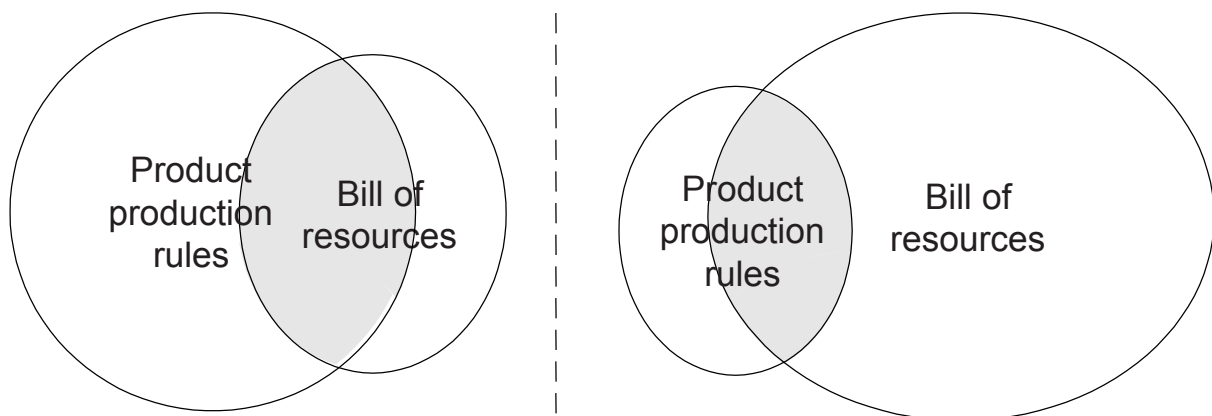 Product
production
rules
Bill of
resources
Product
production
rules
Bill of
resources